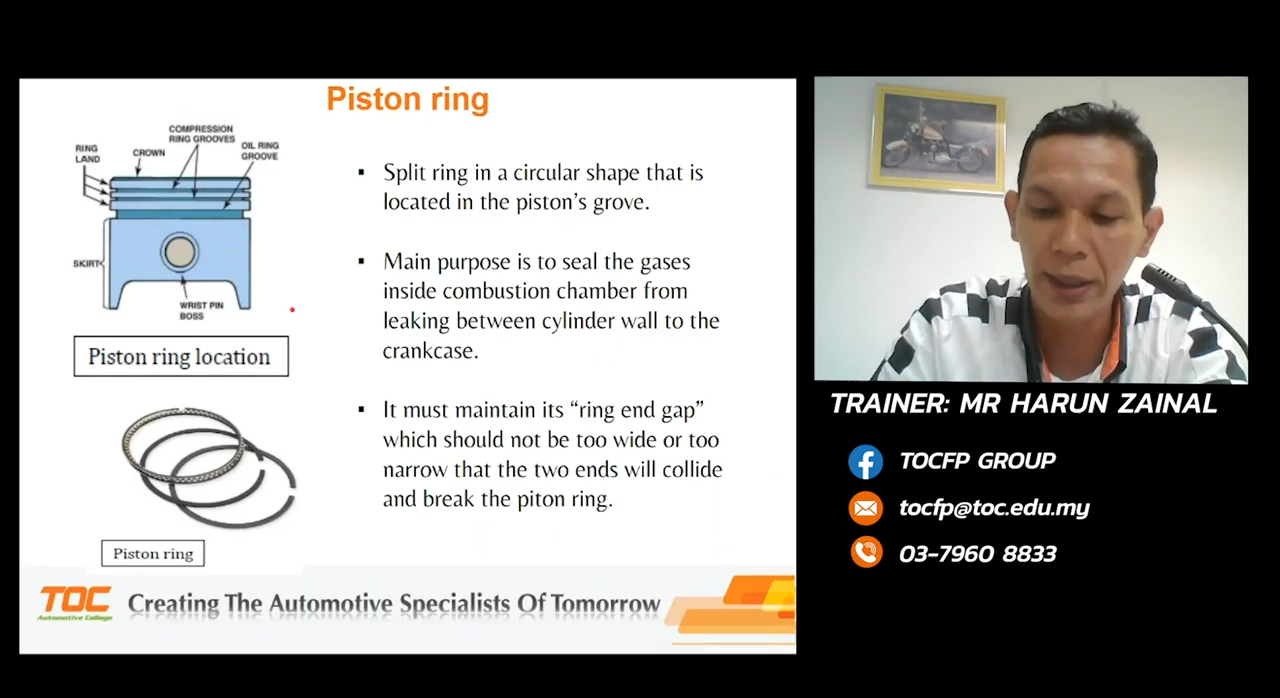 Piston ring
COMPRESSION
RING GROOVES
OIL RING
GROOVE
RING
LAND
CROWN
SKIRT
WRIST PIN
BOSS
Piston ring location
Piston ring
▪ Split ring in a circular shape that is
located in the piston's grove.
▪ Main purpose is to seal the gases
inside combustion chamber from
leaking between cylinder wall to the
crankcase.
▪ It must maintain its “ring end gap”
which should not be too wide or too
narrow that the two ends will collide
and break the piton ring.
TOC
Automotive College
Creating The Automotive Specialists Of Tomorrow
TRAINER: MR HARUN ZAINAL
TOCFP GROUP
tocfp@toc.edu.my
03-7960 8833